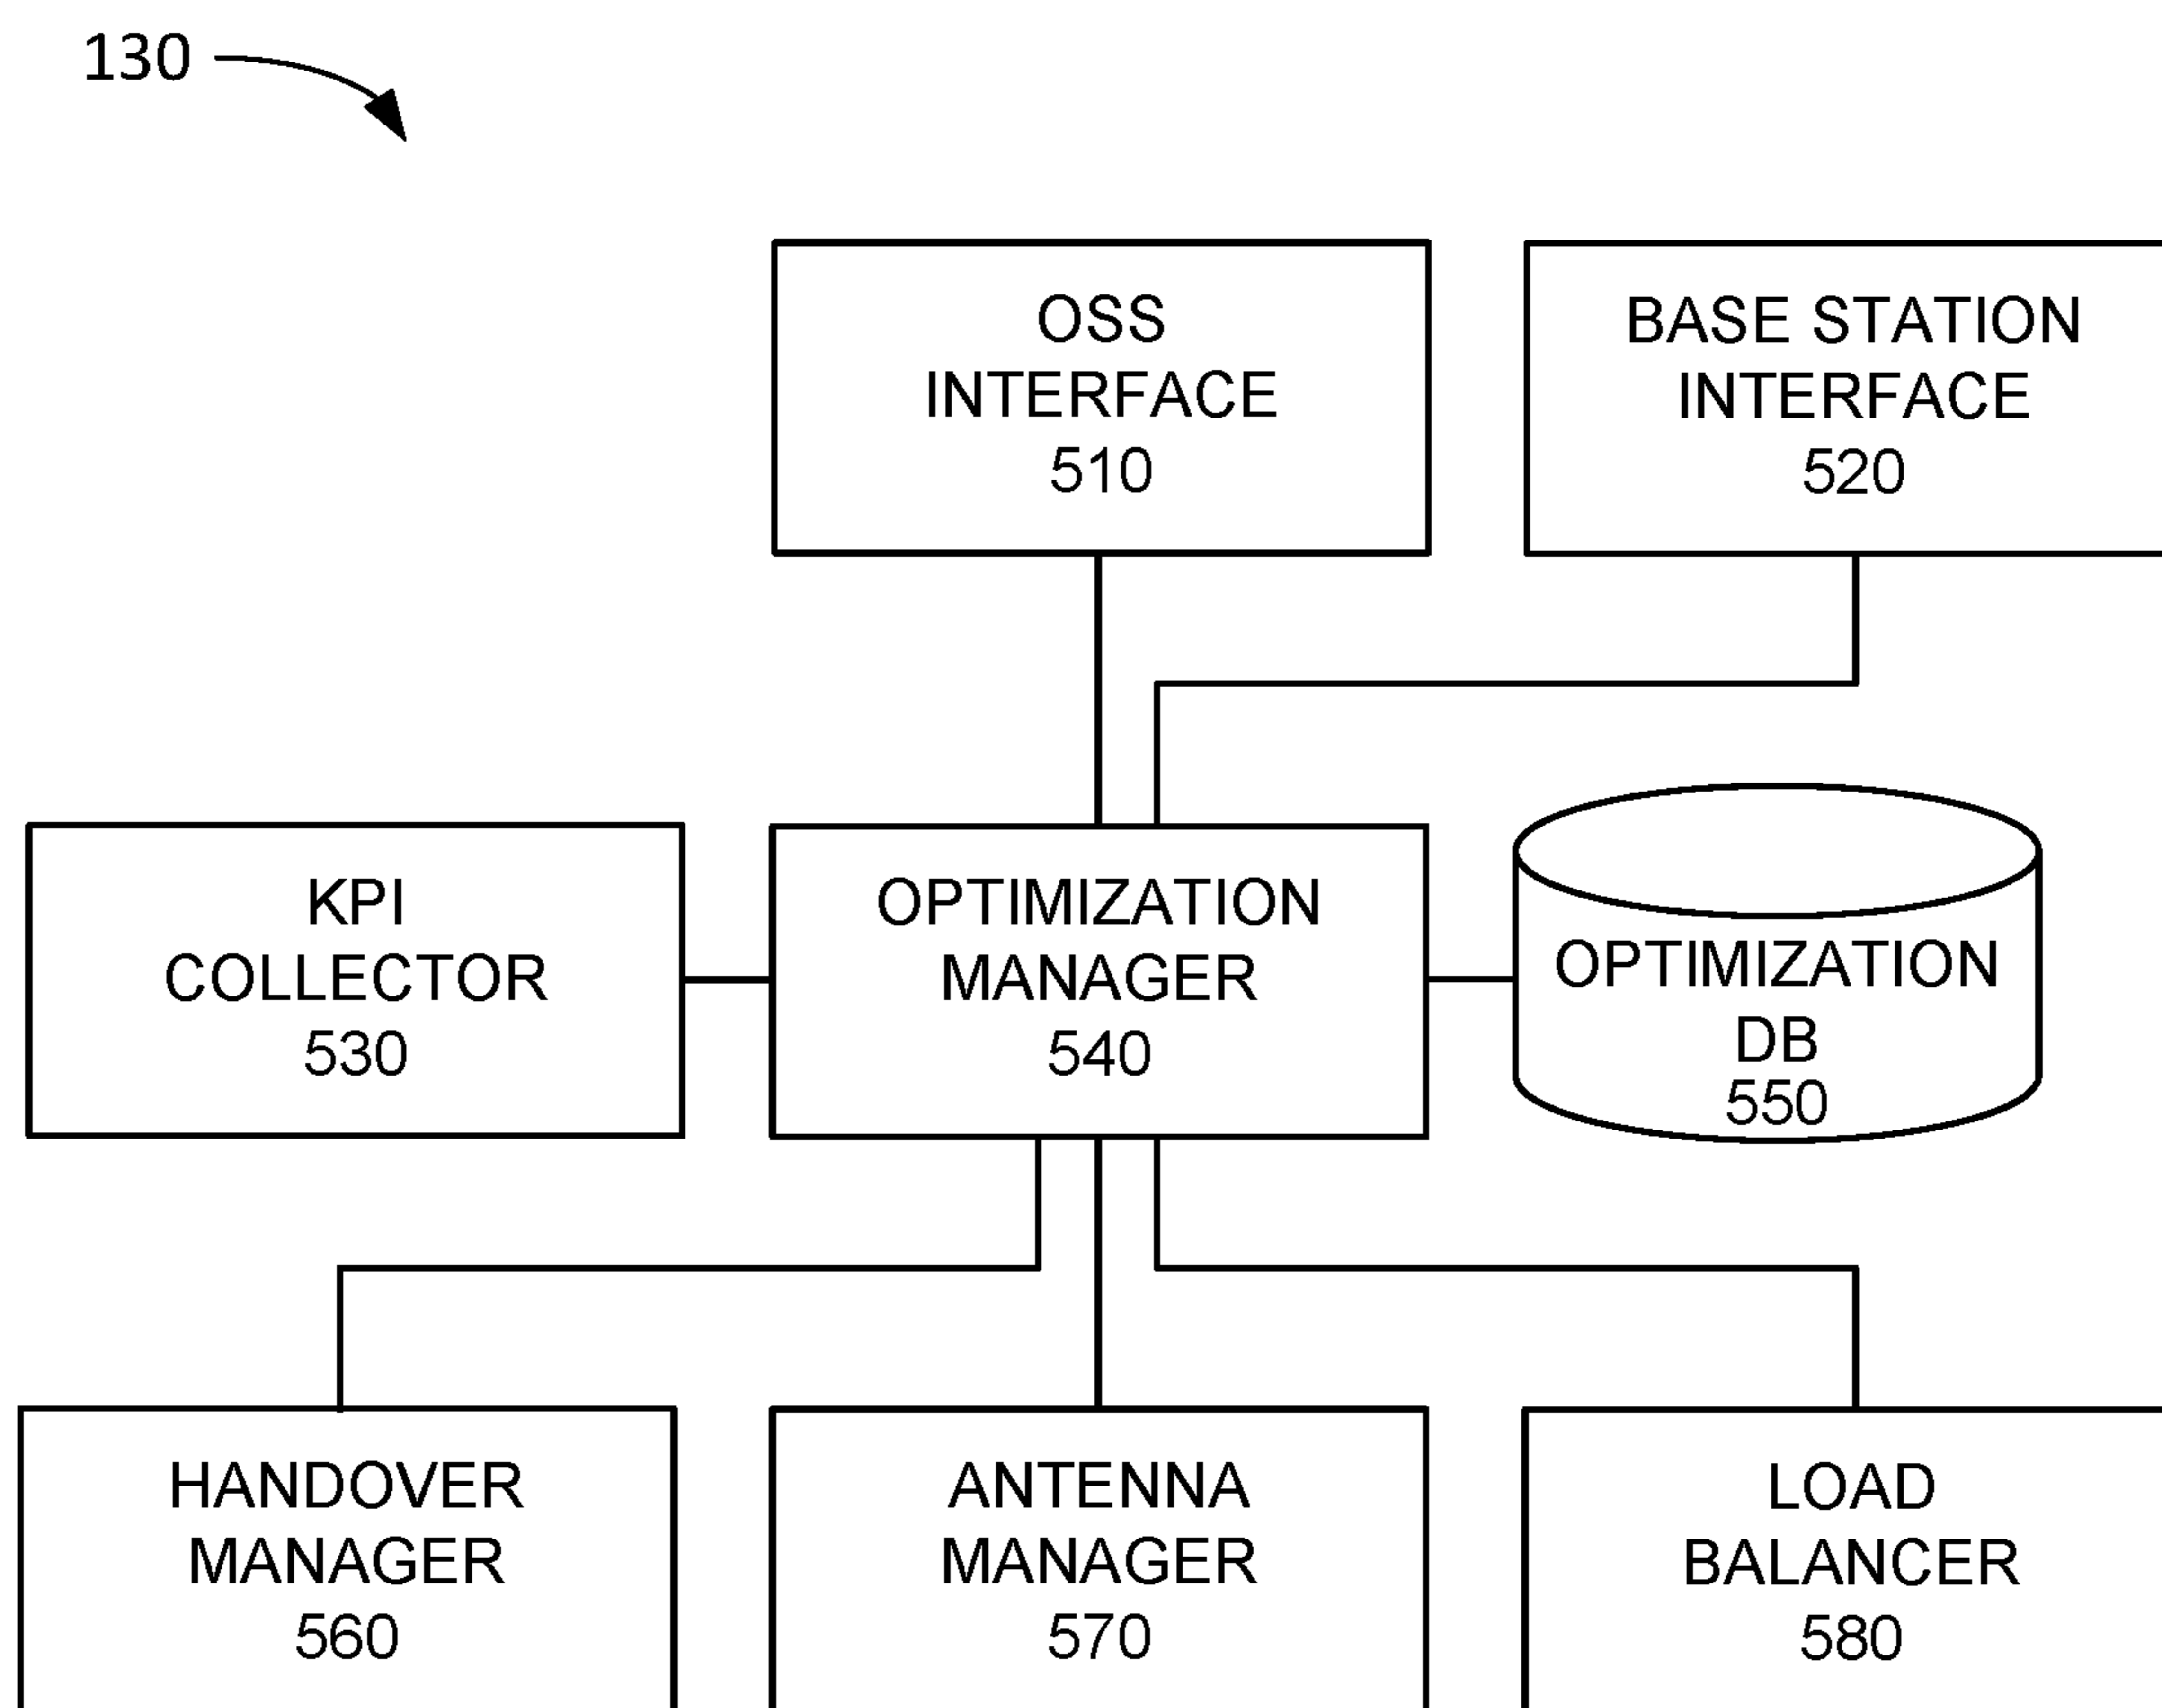 130
OSS
INTERFACE
510
BASE STATION
INTERFACE
520
KPI
COLLECTOR
530
OPTIMIZATION
MANAGER
540
OPTIMIZATION
DB
550
HANDOVER
MANAGER
560
ANTENNA
MANAGER
570
LOAD
BALANCER
580